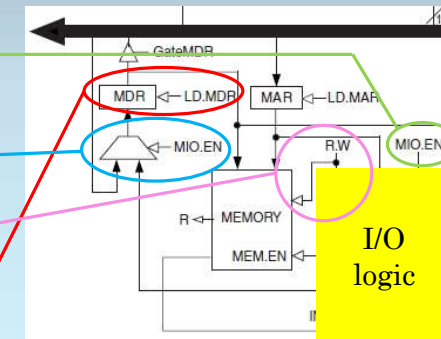 GateMDR
MDR
LD.MDR
MAR
LD.MAR
MIO.EN
R.W
MIO.EN
R
MEMORY
MEM.EN
I/O
logic